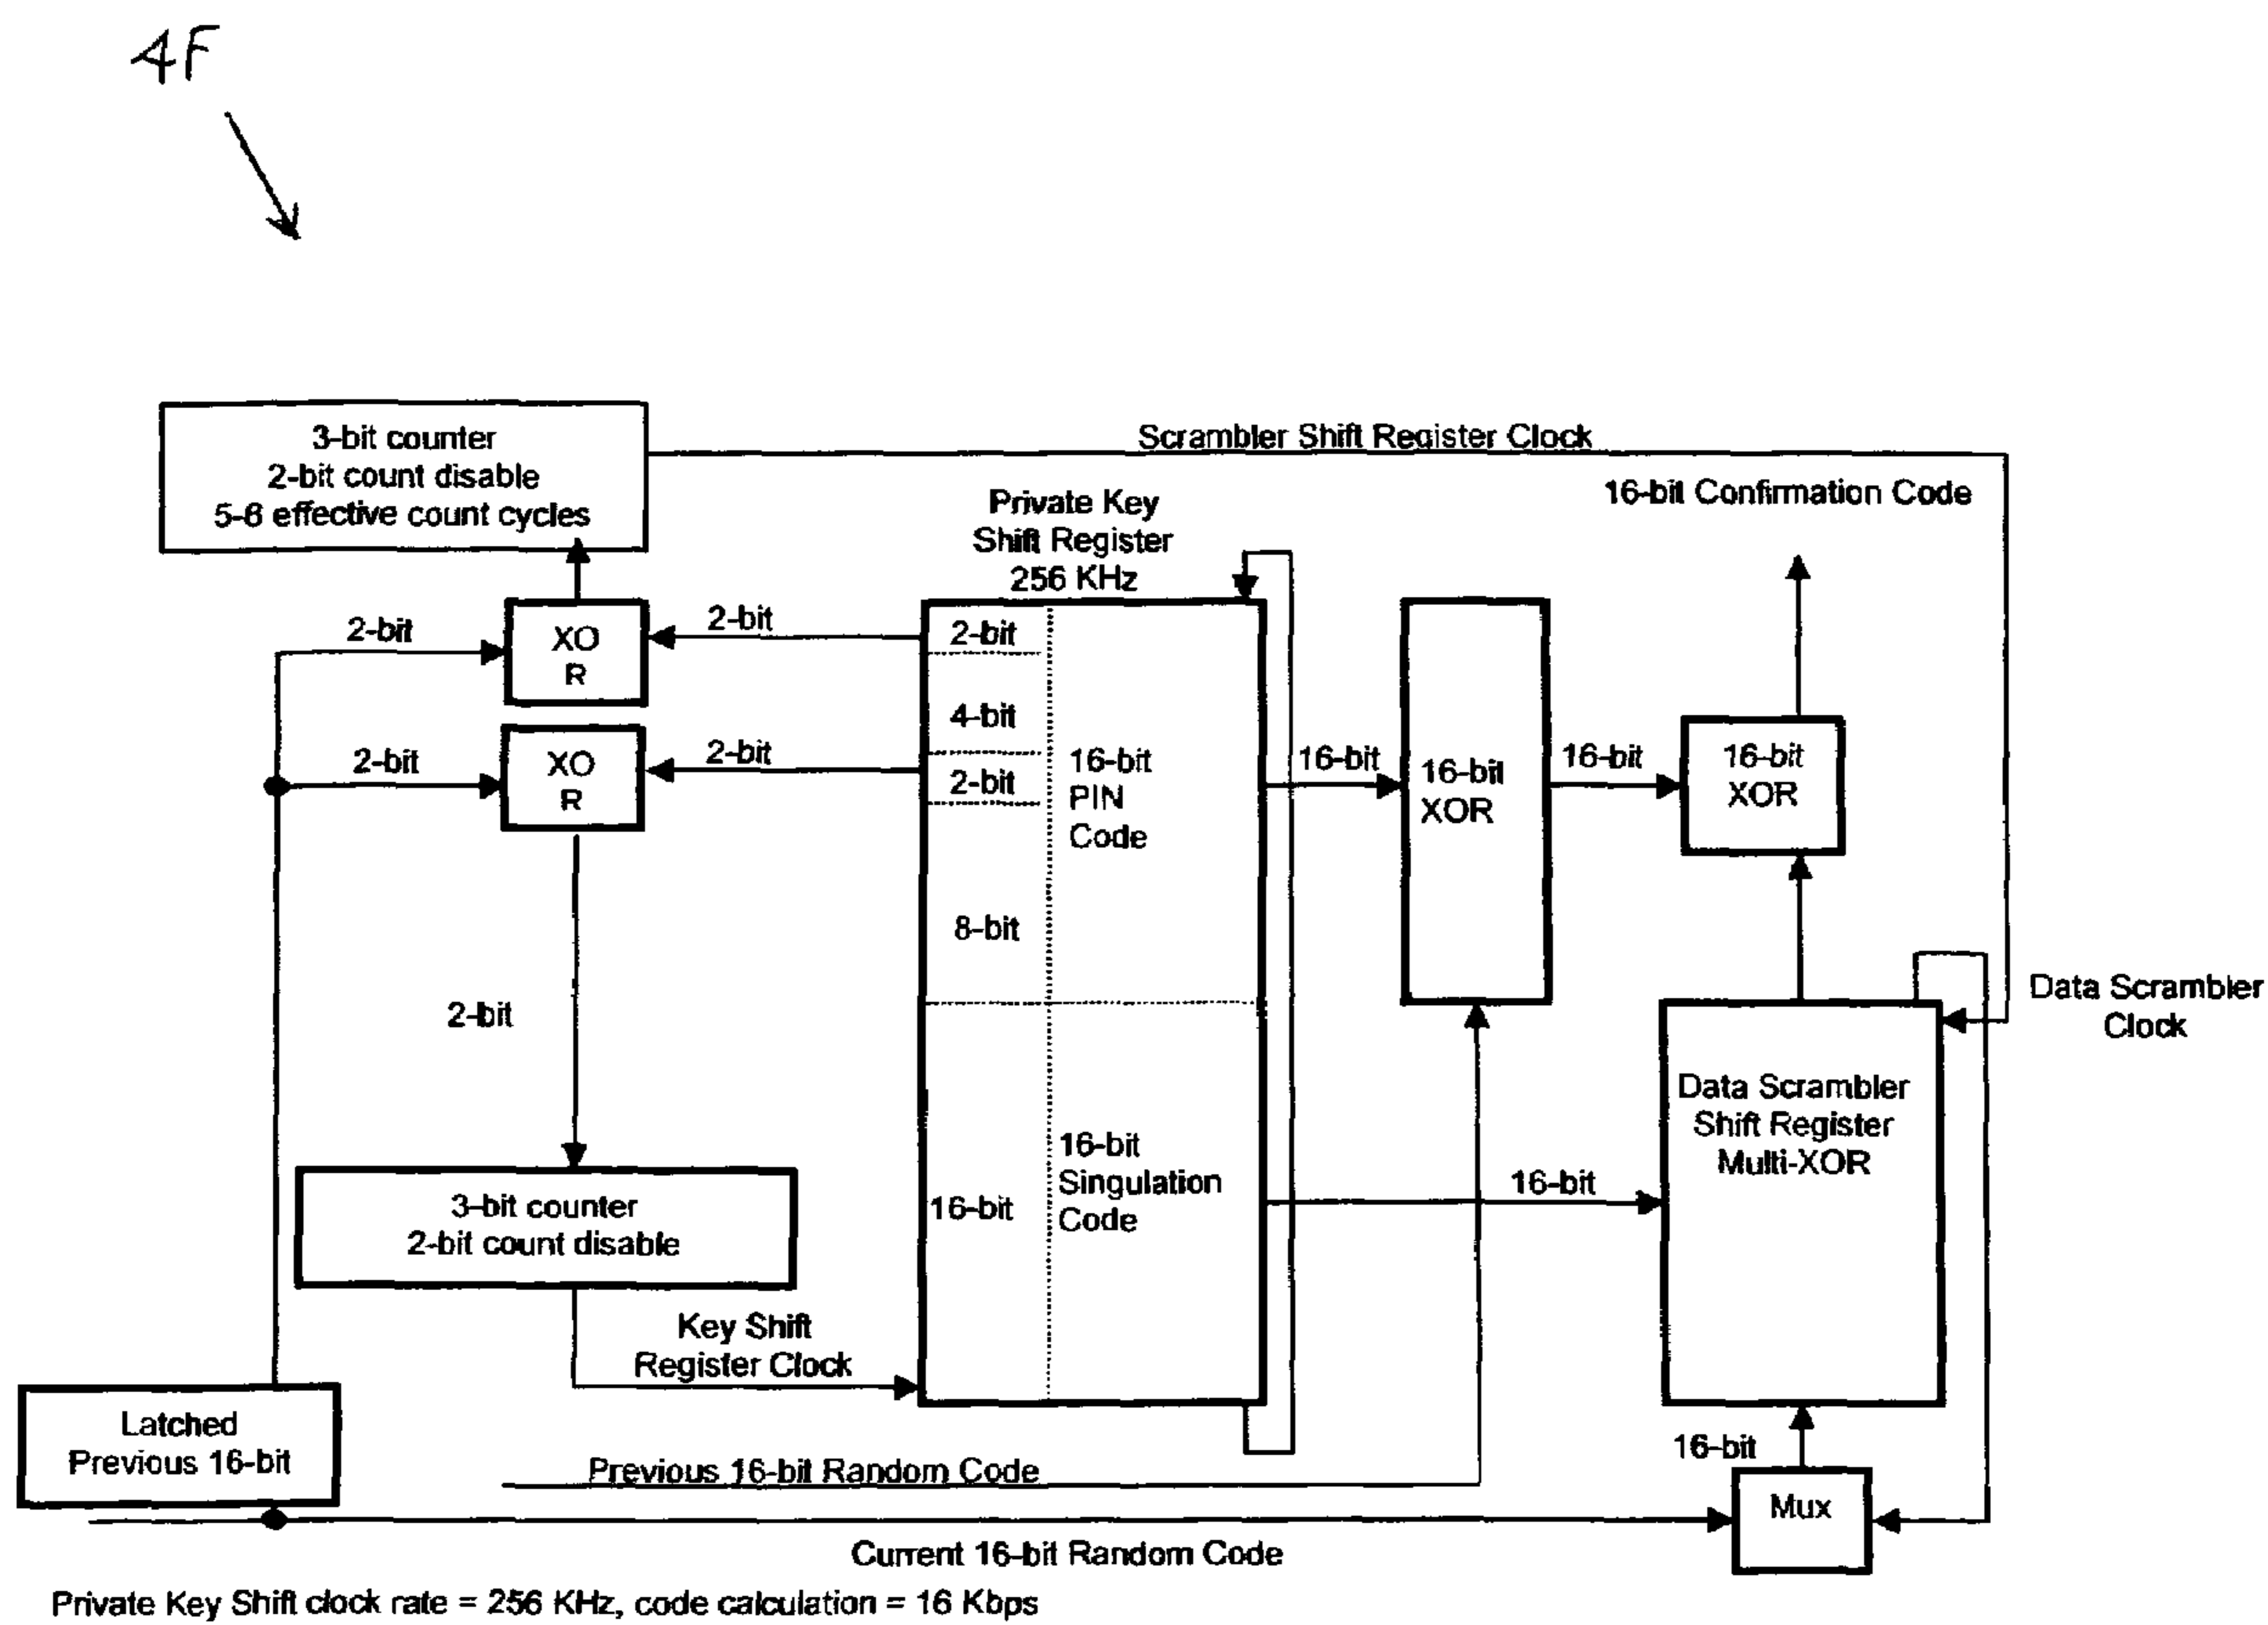 4F
3-bit counter
2-bit count disable
5-6 effective count cycles
Scrambler Shift Register Clock
16-bit Confirmation Code
Private Key
Shift Register
256 KHz
2-bit
XO
R
2-bit
2-bit
4-bit
2-bit
XO
R
2-bit
2-bit
16-bit
PIN
Code
16-bit
16-bit
XOR
16-bit
16-bit
XOR
8-bit
2-bit
Data Scrambler
Clock
Data Scrambler
Shift Register
Multi-XOR
3-bit counter
2-bit count disable
16-bit
16-bit
Singulation
Code
16-bit
Key Shift
Register Clock
Latched
Previous 16-bit
Previous 16-bit Random Code
16-bit
Mux
Current 16-bit Random Code
Private Key Shift clock rate = 256 KHz, code calculation = 16 Kbps